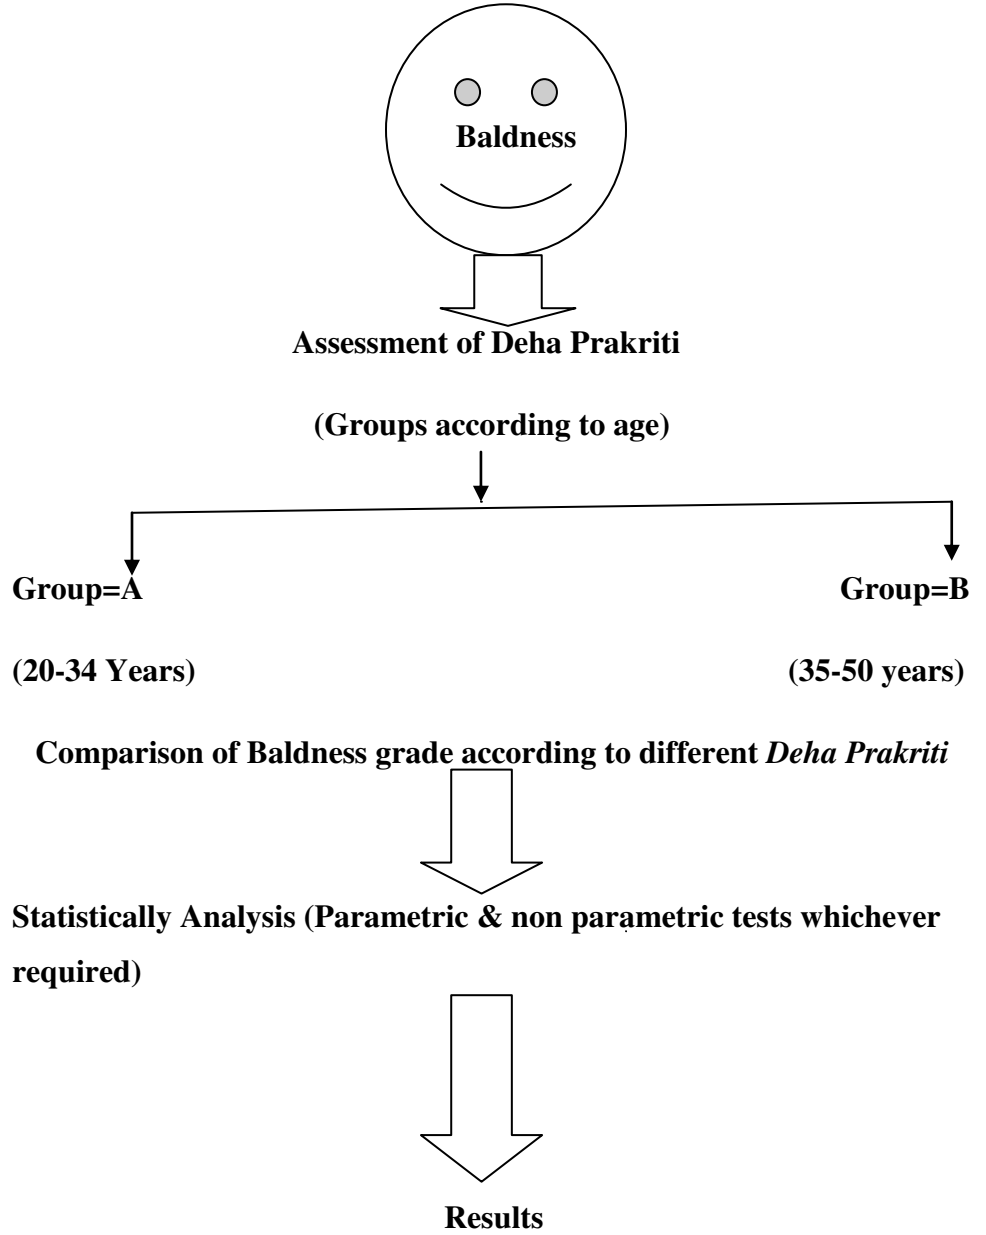 Baldness
Assessment of Deha Prakriti
(Groups according to age)
Group=A Group=B
(20-34 Years) (35-50 years)
Comparison of Baldness grade according to different Deha Prakriti
Statistically Analysis (Parametric & non parametric tests whichever
required)
Results